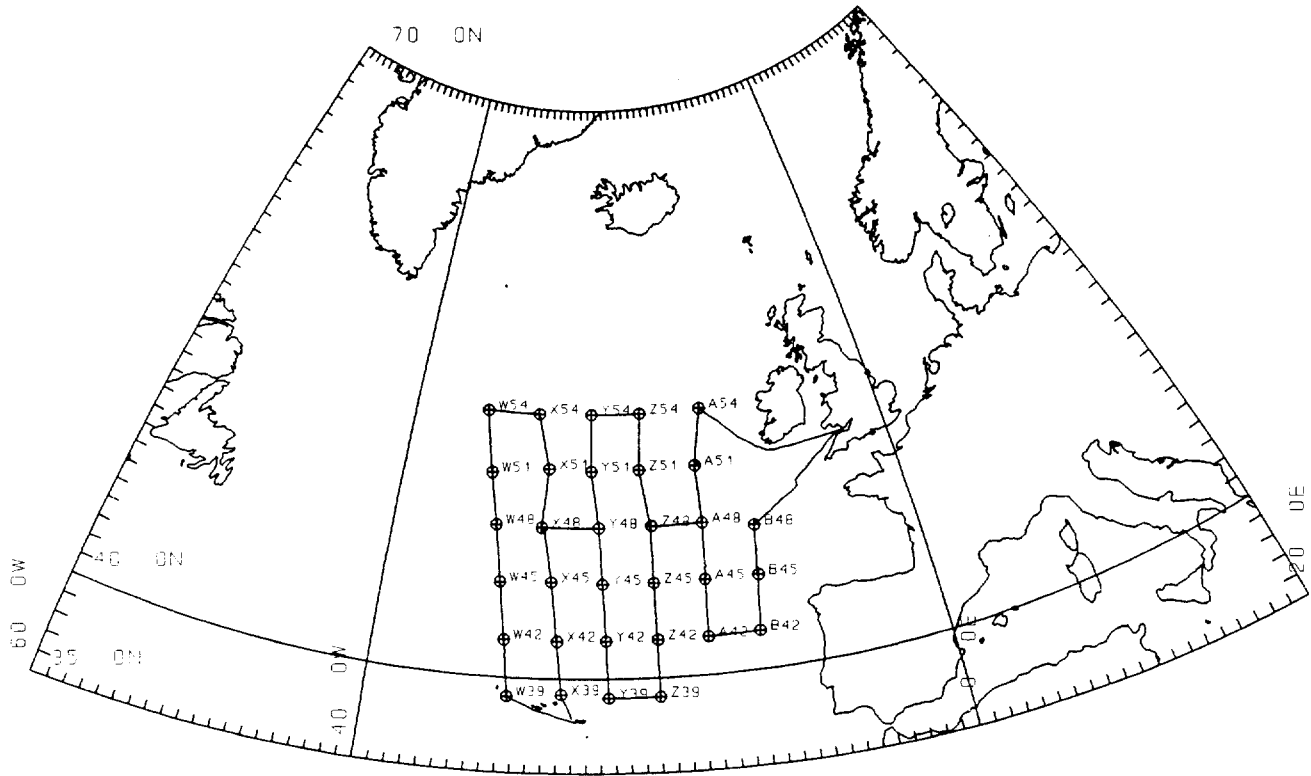 70 0N
W54 X54 Y54 Z54 A54
W51 X51 Y51 Z51 A51
W48 X48 Y48 Z48 A48 B48
40 0N
W45 X45 Y45 Z45 A45 B45
20 0E
60 0W
W42 X42 Y42 Z42 A42 B42
35 0N
0 0E
40 0W
W39 X39 Y39 Z39